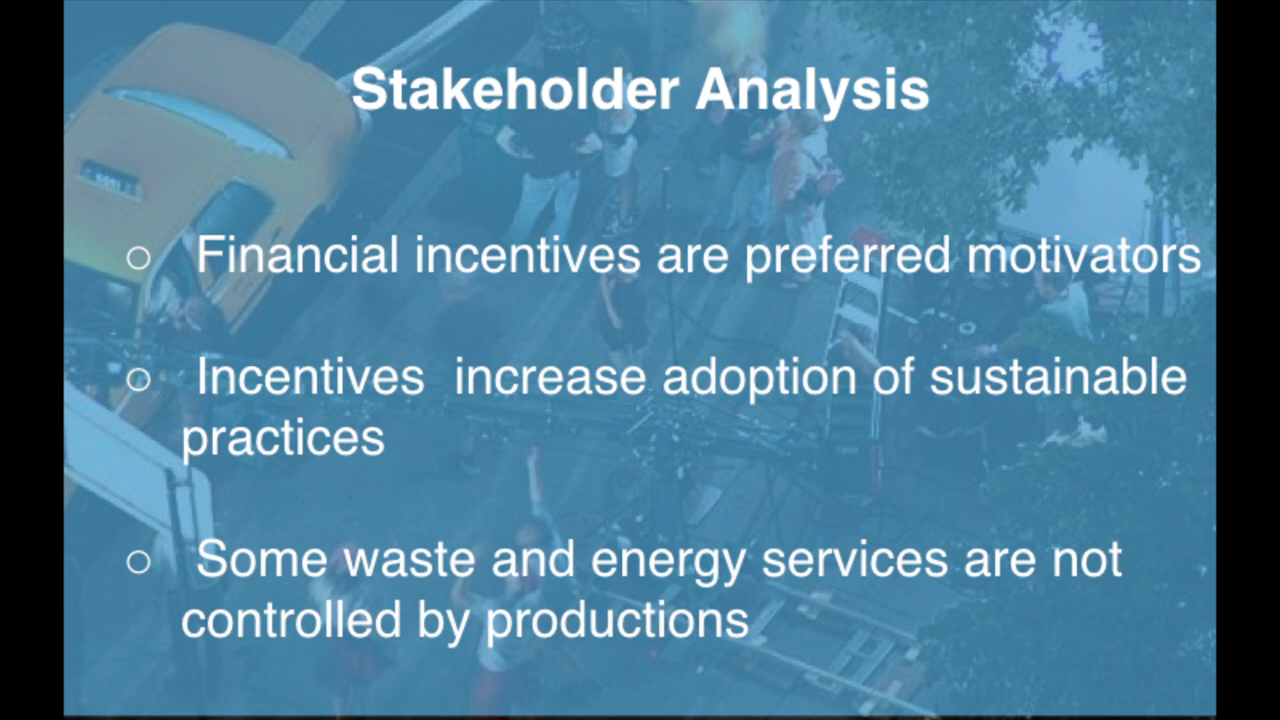 Stakeholder Analysis
○ Financial incentives are preferred motivators
○ Incentives  increase adoption of sustainable
practices
○ Some waste and energy services are not
controlled by productions